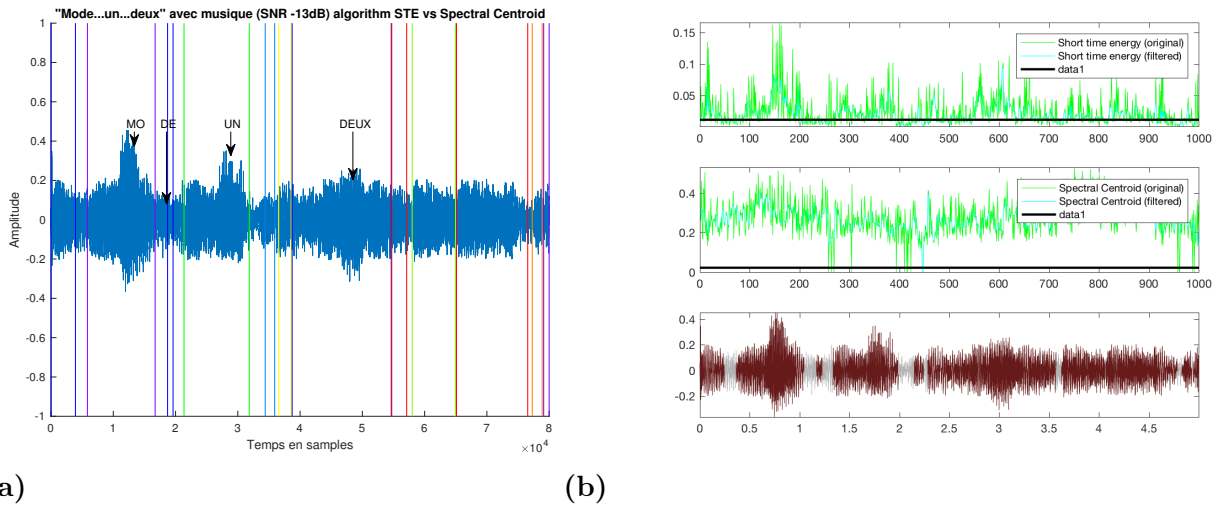 "Mode...un...deux" avec musique (SNR -13dB) algorithm STE vs Spectral Centroid
1
0.8
0.6
0.4
0.2
0
-0.2
-0.4
-0.6
-0.8
-1
Amplitude
MO DE UN DEUX
0 1 2 3 4 5 6 7 8
×10⁴
Temps en samples
a)
0.15
0.1
0.05
Short time energy (original)
Short time energy (filtered)
data1
0 100 200 300 400 500 600 700 800 900 1000
0.4
0.2
0
Spectral Centroid (original)
Spectral Centroid (filtered)
data1
0 100 200 300 400 500 600 700 800 900 1000
0.4
0.2
0
-0.2
0 0.5 1 1.5 2 2.5 3 3.5 4 4.5
(b)